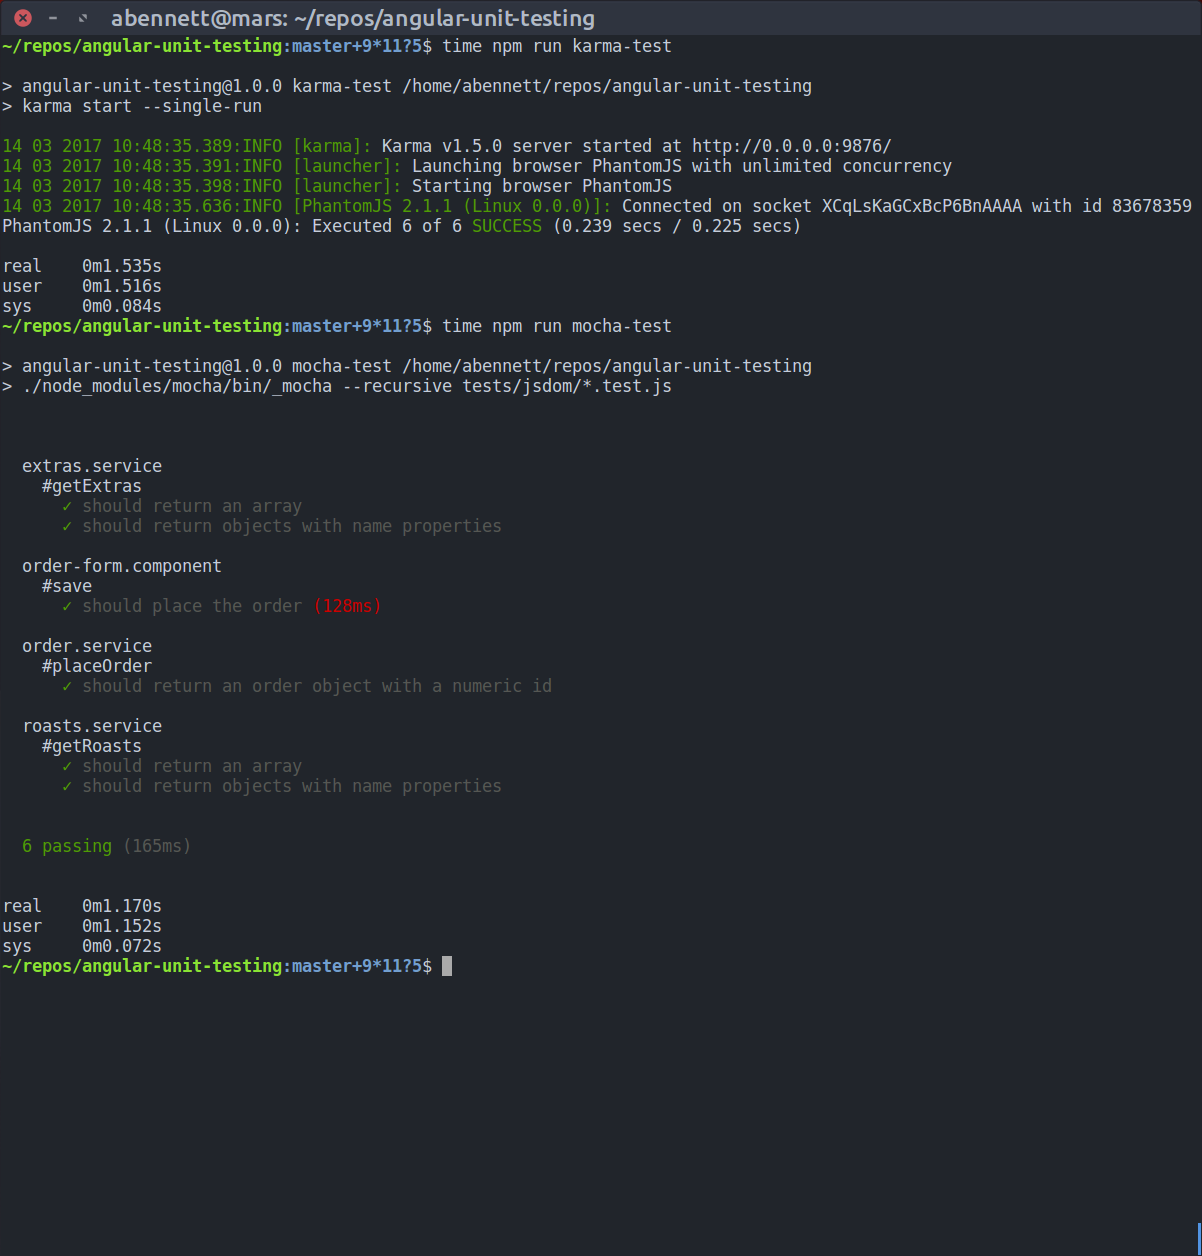 abennett@mars: ~/repos/angular-unit-testing
~/repos/angular-unit-testing:master+9*11?5$ time npm run karma-test
> angular-unit-testing@1.0.0 karma-test /home/abennett/repos/angular-unit-testing
> karma start --single-run
14 03 2017 10:48:35.389:INFO [karma]: Karma v1.5.0 server started at http://0.0.0.0:9876/
14 03 2017 10:48:35.391:INFO [launcher]: Launching browser PhantomJS with unlimited concurrency
14 03 2017 10:48:35.398:INFO [launcher]: Starting browser PhantomJS
14 03 2017 10:48:35.636:INFO [PhantomJS 2.1.1 (Linux 0.0.0)]: Connected on socket XCqLsKaGCxBcP6BnAAAA with id 83678359
PhantomJS 2.1.1 (Linux 0.0.0): Executed 6 of 6 SUCCESS (0.239 secs / 0.225 secs)
real    0m1.535s
user    0m1.516s
sys     0m0.084s
~/repos/angular-unit-testing:master+9*11?5$ time npm run mocha-test
> angular-unit-testing@1.0.0 mocha-test /home/abennett/repos/angular-unit-testing
> ./node_modules/mocha/bin/_mocha --recursive tests/jsdom/*.test.js
extras.service
#getExtras
✓ should return an array
✓ should return objects with name properties
order-form.component
#save
✓ should place the order (128ms)
order.service
#placeOrder
✓ should return an order object with a numeric id
roasts.service
#getRoasts
✓ should return an array
✓ should return objects with name properties
6 passing (165ms)
real    0m1.170s
user    0m1.152s
sys     0m0.072s
~/repos/angular-unit-testing:master+9*11?5$